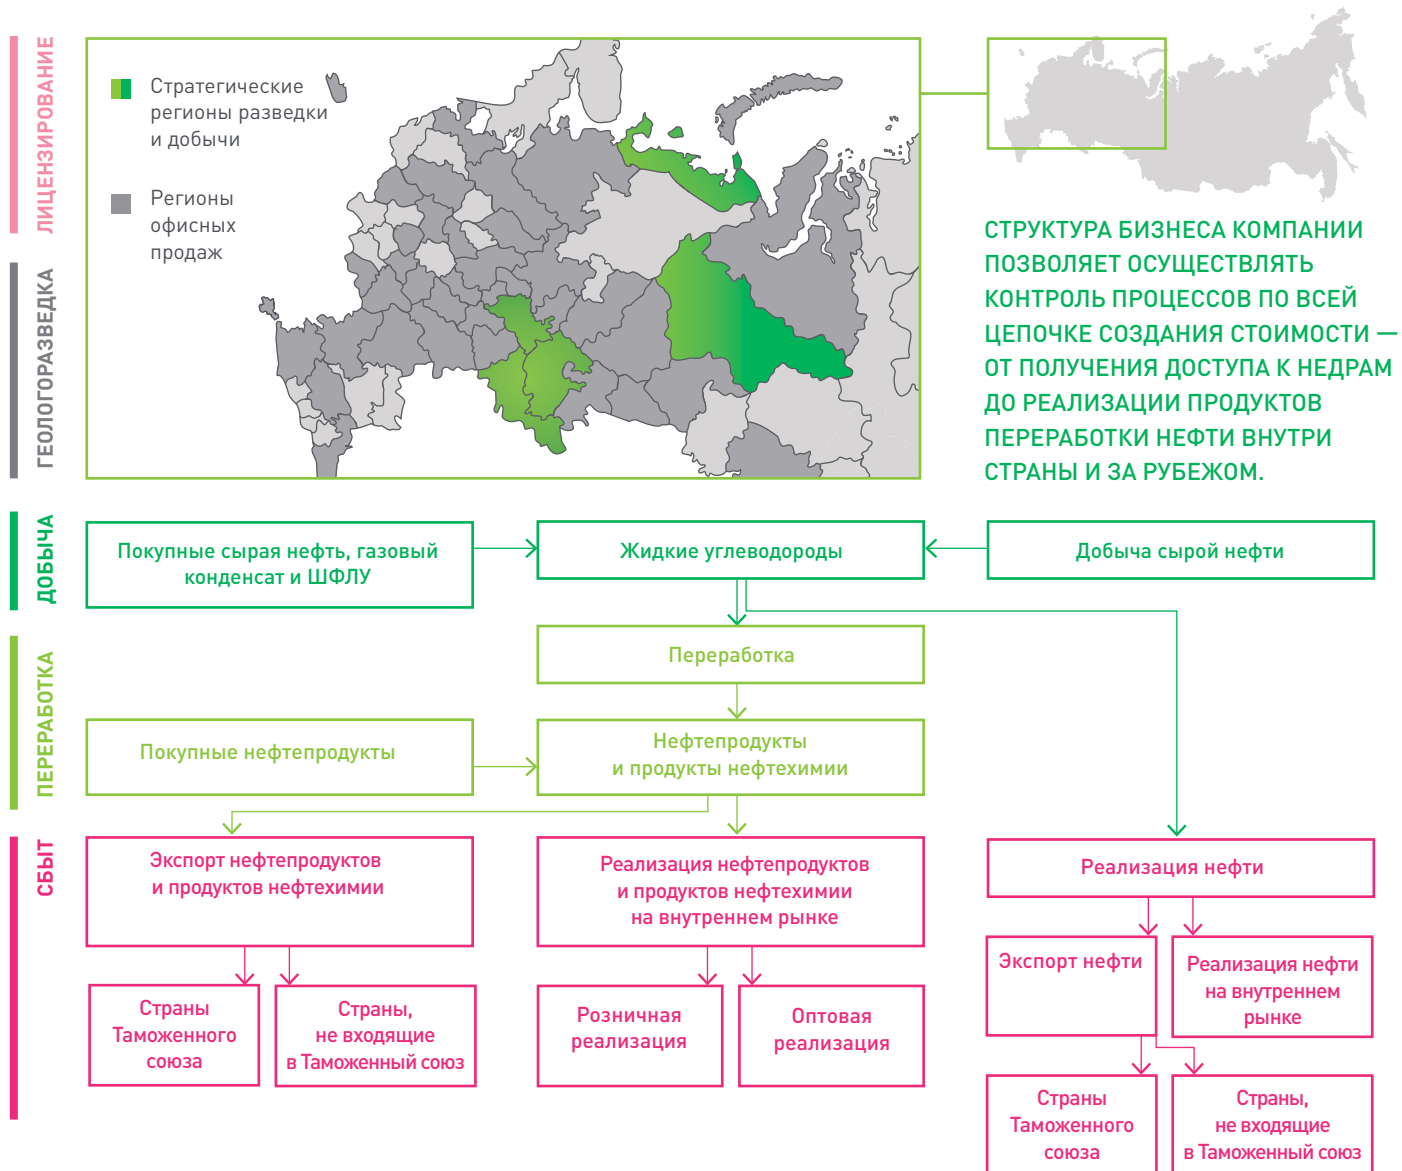 ЛИЦЕНЗИРОВАНИЕ
ГЕОЛОГОРАЗВЕДКА
ДОБЫЧА
ПЕРЕРАБОТКА
СБЫТ
Стратегические
регионы разведки
и добычи
Регионы
офисных
продаж
СТРУКТУРА БИЗНЕСА КОМПАНИИ
ПОЗВОЛЯЕТ ОСУЩЕСТВЛЯТЬ
КОНТРОЛЬ ПРОЦЕССОВ ПО ВСЕЙ
ЦЕПОЧКЕ СОЗДАНИЯ СТОИМОСТИ —
ОТ ПОЛУЧЕНИЯ ДОСТУПА К НЕДРАМ
ДО РЕАЛИЗАЦИИ ПРОДУКТОВ
ПЕРЕРАБОТКИ НЕФТИ ВНУТРИ
СТРАНЫ И ЗА РУБЕЖОМ.
Покупные сырая нефть, газовый
конденсат и ШФЛУ
Жидкие углеводороды
Добыча сырой нефти
Переработка
Покупные нефтепродукты
Нефтепродукты
и продукты нефтехимии
Экспорт нефтепродуктов
и продуктов нефтехимии
Реализация нефтепродуктов
и продуктов нефтехимии
на внутреннем рынке
Реализация нефти
Экспорт нефти
Реализация нефти
на внутреннем
рынке
Страны
Таможенного
союза
Страны,
не входящие
в Таможенный союз
Розничная
реализация
Оптовая
реализация
Страны
Таможенного
союза
Страны,
не входящие
в Таможенный союз